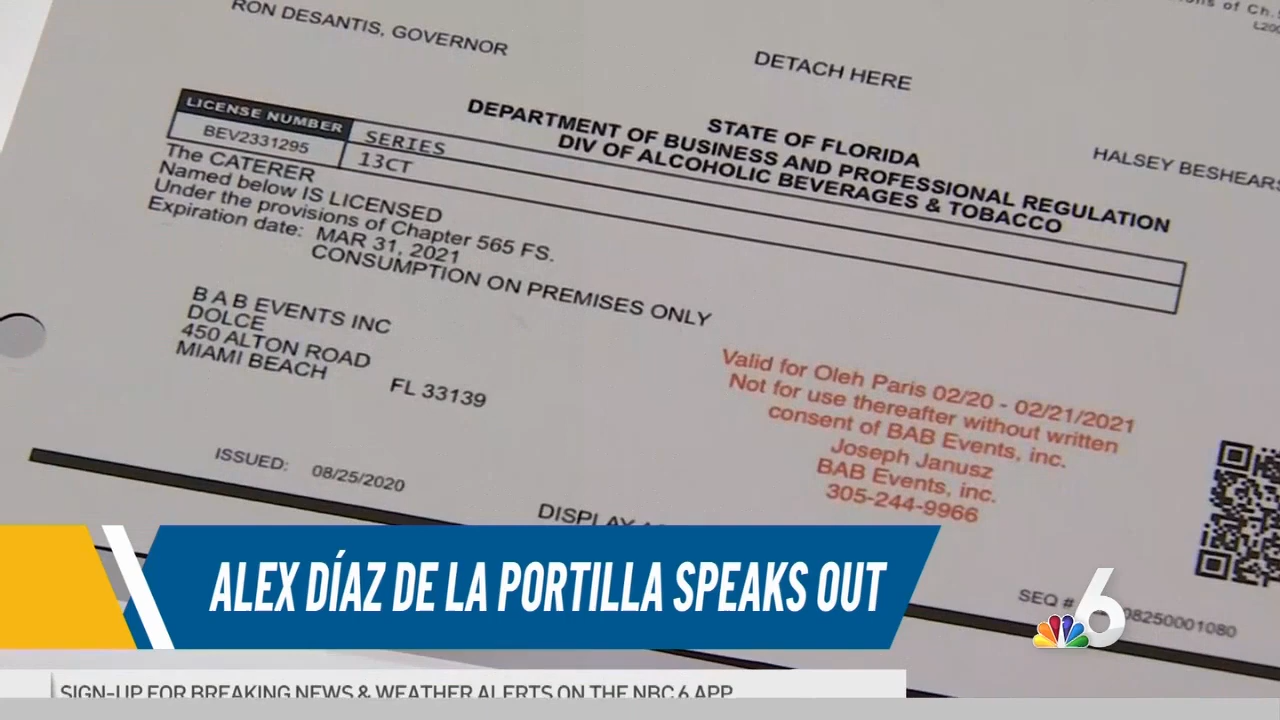 RON DESANTIS, GOVERNOR
DETACH HERE
HALSEY BESHEARS
STATE OF FLORIDA
DEPARTMENT OF BUSINESS AND PROFESSIONAL REGULATION
DIV OF ALCOHOLIC BEVERAGES & TOBACCO
LICENSE NUMBER
SERIES
BEV2331295
13CT
The CATERER
Named below IS LICENSED
Under the provisions of Chapter 565 FS.
Expiration date: MAR 31, 2021
CONSUMPTION ON PREMISES ONLY
B A B EVENTS INC
DOLCE
450 ALTON ROAD
MIAMI BEACH FL 33139
Valid for Oleh Paris 02/20 - 02/21/2021
Not for use thereafter without written
consent of BAB Events, inc.
Joseph Janusz
BAB Events, inc.
305-244-9966
ISSUED: 08/25/2020
DISPLAY
SEQ # 08250001080
6
ALEX DÍAZ DE LA PORTILLA SPEAKS OUT
SIGN-UP FOR BREAKING NEWS & WEATHER ALERTS ON THE NBC 6 APP